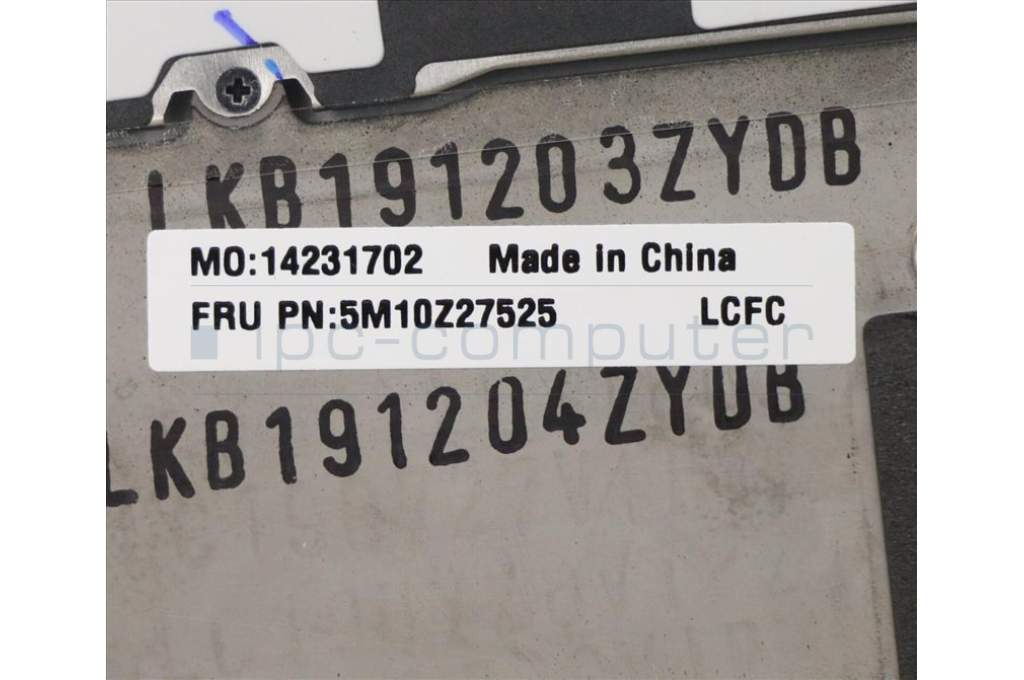 LKB191203ZYDB
MO:14231702 Made in China
FRU PN:5M10Z27525 LCFC
ipc-computer
LKB191204ZYDB